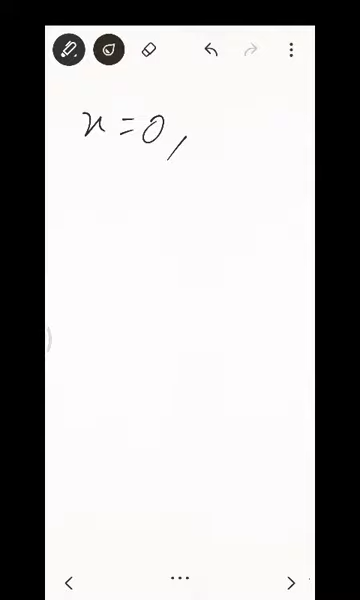 x = 0,